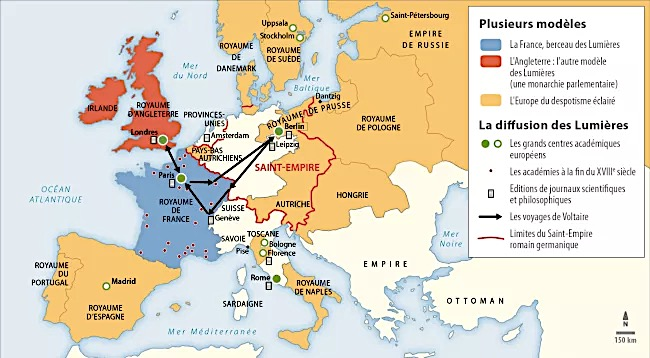 Plusieurs modèles
La France, berceau des Lumières
L'Angleterre : l'autre modèle
des Lumières
(une monarchie parlementaire)
L'Europe du despotisme éclairé
La diffusion des Lumières
Les grands centres académiques
européens
Les académies à la fin du XVIIIe siècle
Editions de journaux scientifiques
et philosophiques
Les voyages de Voltaire
Limites du Saint-Empire
romain germanique
N
150 km
Uppsala
Stockholm
Saint-Pétersbourg
EMPIRE
DE RUSSIE
ROYAUME
DE SUÈDE
ROYAUME
DE DANEMARK
Mer
du Nord
Mer
Baltique
Dantzig
ROYAUME DE PRUSSE
IRLANDE
ROYAUME
D'ANGLETERRE
PROVINCES-
UNIES
Amsterdam
Berlin
Leipzig
ROYAUME
DE POLOGNE
Londres
PAYS-BAS
AUTRICHIENS
SAINT-EMPIRE
Paris
OCÉAN
ATLANTIQUE
ROYAUME
DE
FRANCE
SUISSE
Genève
AUTRICHE
HONGRIE
SAVOIE
TOSCANE
Bologne
Pise
Florence
Mer
Noire
ROYAUME
DU
PORTUGAL
Madrid
ROYAUME
D'ESPAGNE
Rome
ROYAUME
DE NAPLES
SARDAIGNE
EMPIRE
OTTOMAN
Mer Méditerranée